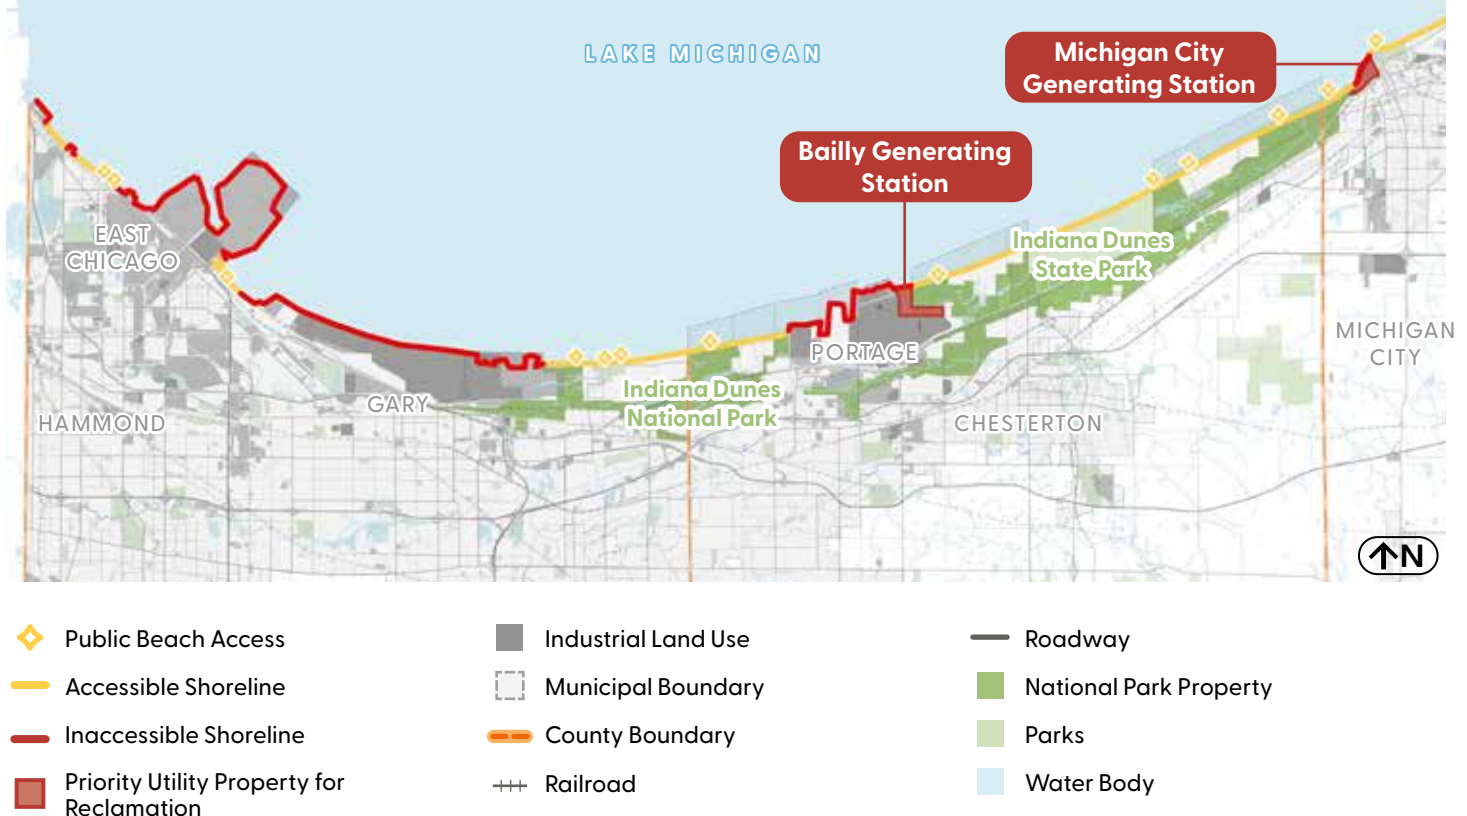 LAKE MICHIGAN
Michigan City
Generating Station
Bailly Generating
Station
EAST
CHICAGO
Indiana Dunes
State Park
MICHIGAN
CITY
PORTAGE
Indiana Dunes
National Park
GARY
HAMMOND
CHESTERTON
N
Public Beach Access
Accessible Shoreline
Inaccessible Shoreline
Priority Utility Property for
Reclamation
Industrial Land Use
Municipal Boundary
County Boundary
Railroad
Roadway
National Park Property
Parks
Water Body